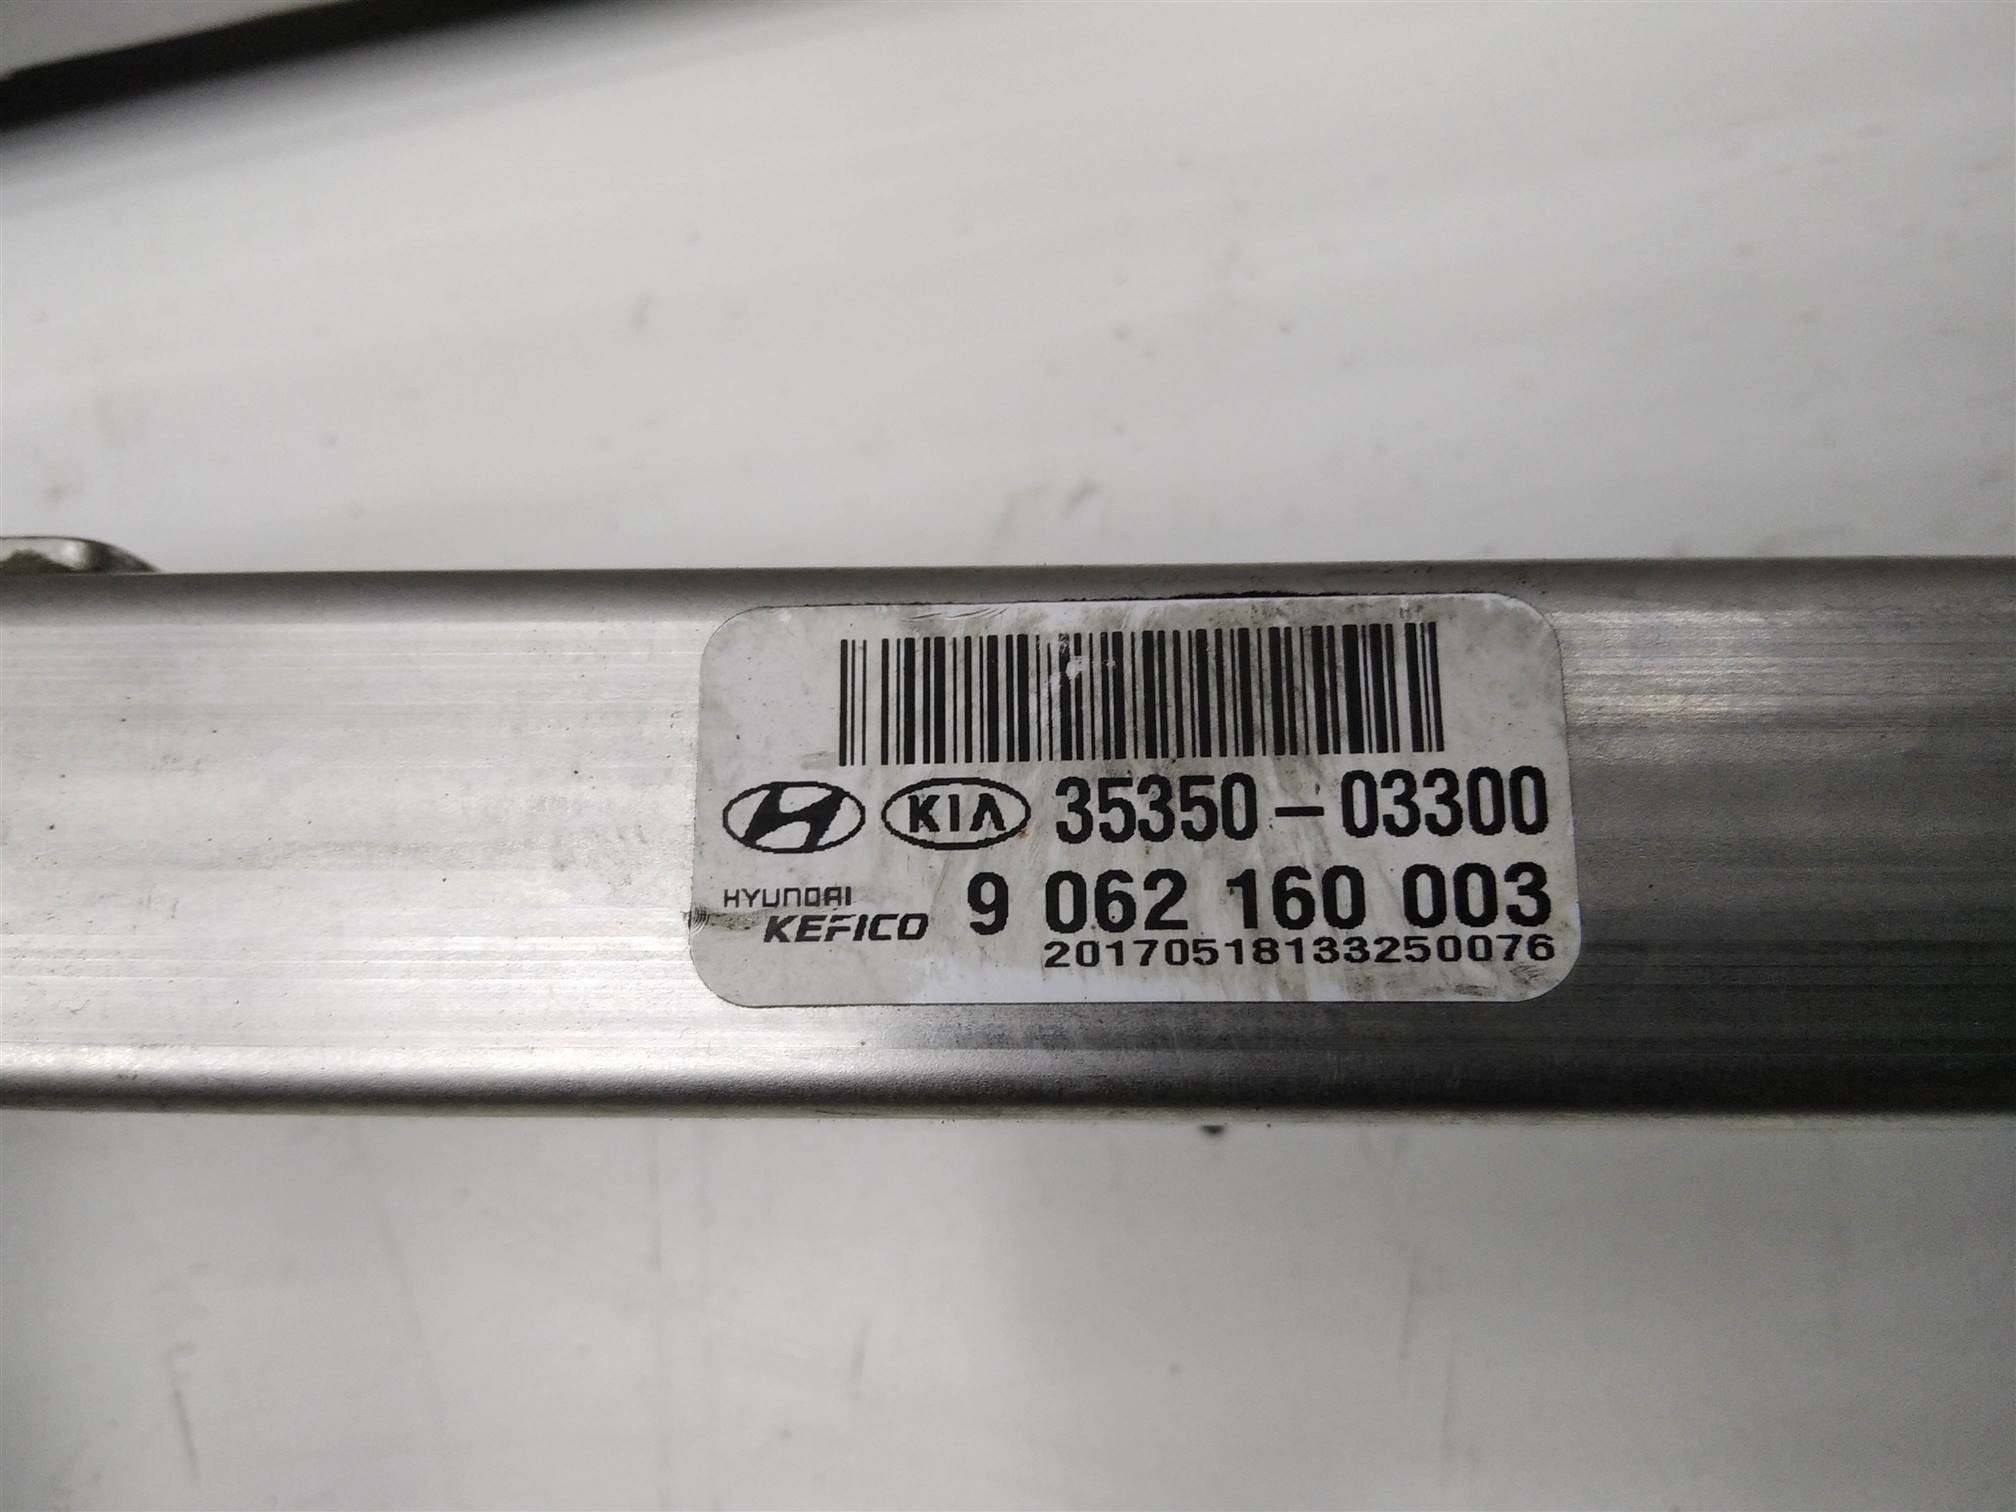 KIA 35350-03300
HYUNDAI KEFICO 9 062 160 003
20170518133250076